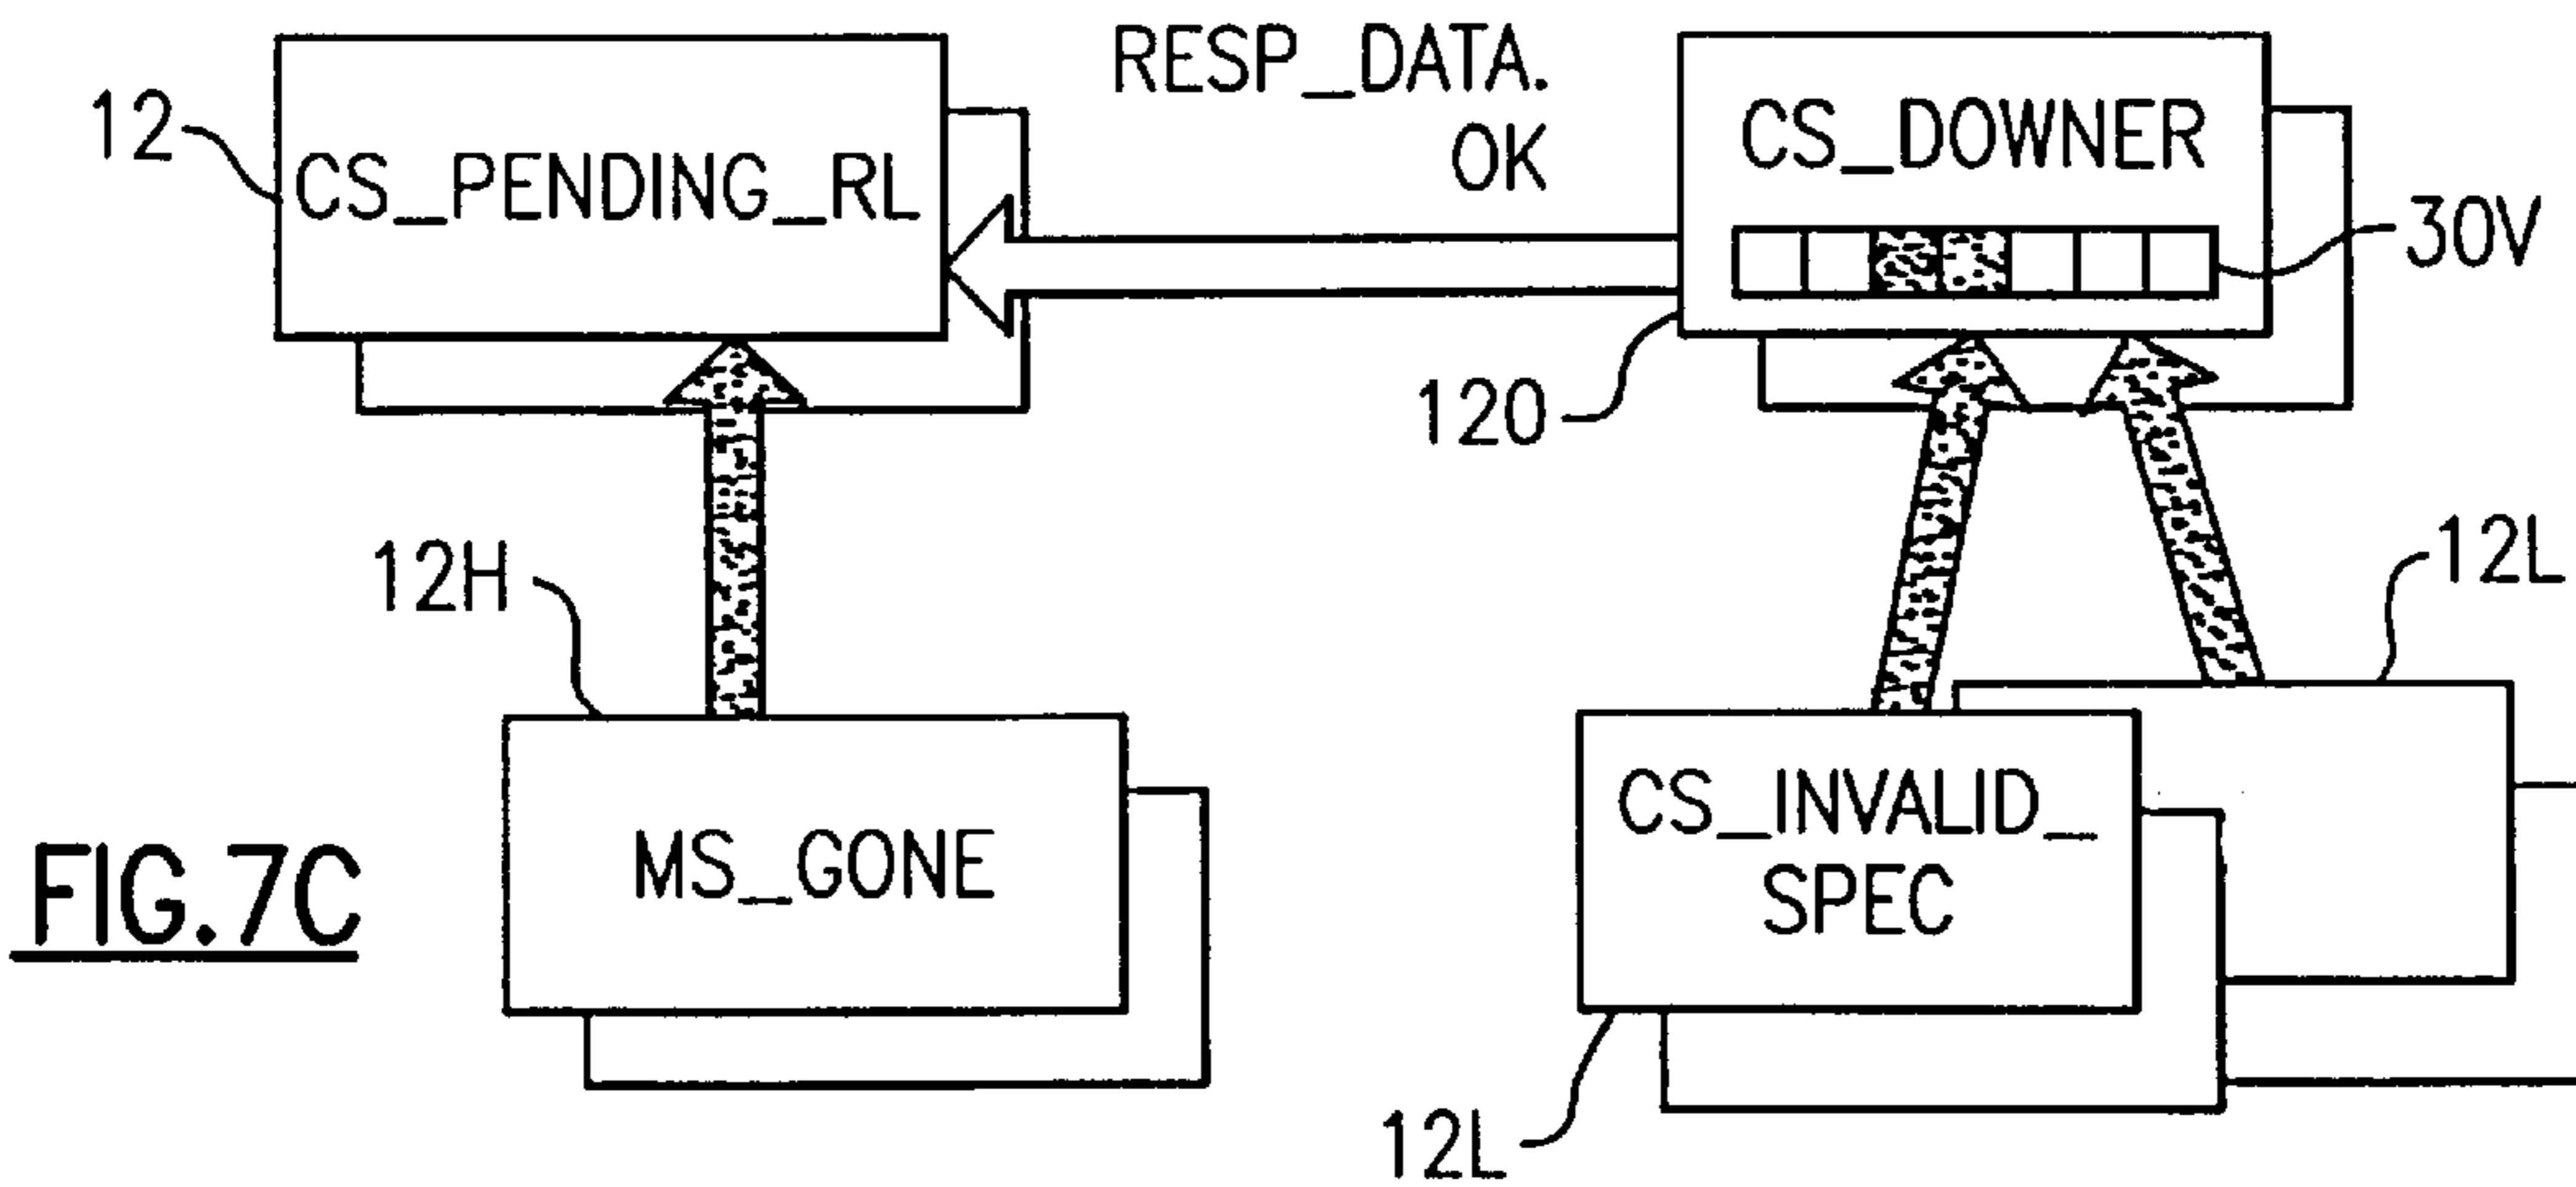 RESP_DATA.
OK
12
CS_PENDING_RL
CS_DOWNER
30V
120
12H
12L
MS_GONE
CS_INVALID_
SPEC
FIG.7C
12L